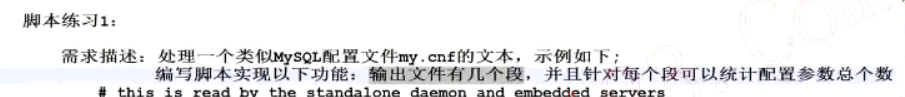 脚本练习1：
需求描述：处理一个类似MySQL配置文件my.cnf的文本，示例如下；
编写脚本实现以下功能：输出文件有几个段，并且针对每个段可以统计配置参数总个数
# this is read by the standalone daemon and embedded servers